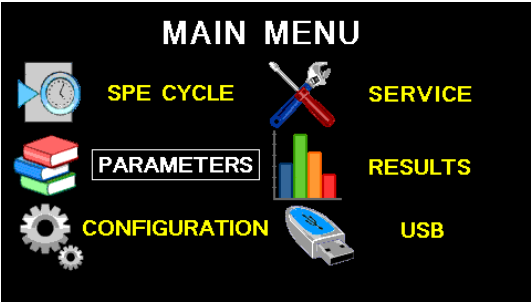 MAIN MENU
SPE CYCLE
SERVICE
PARAMETERS
RESULTS
CONFIGURATION
USB